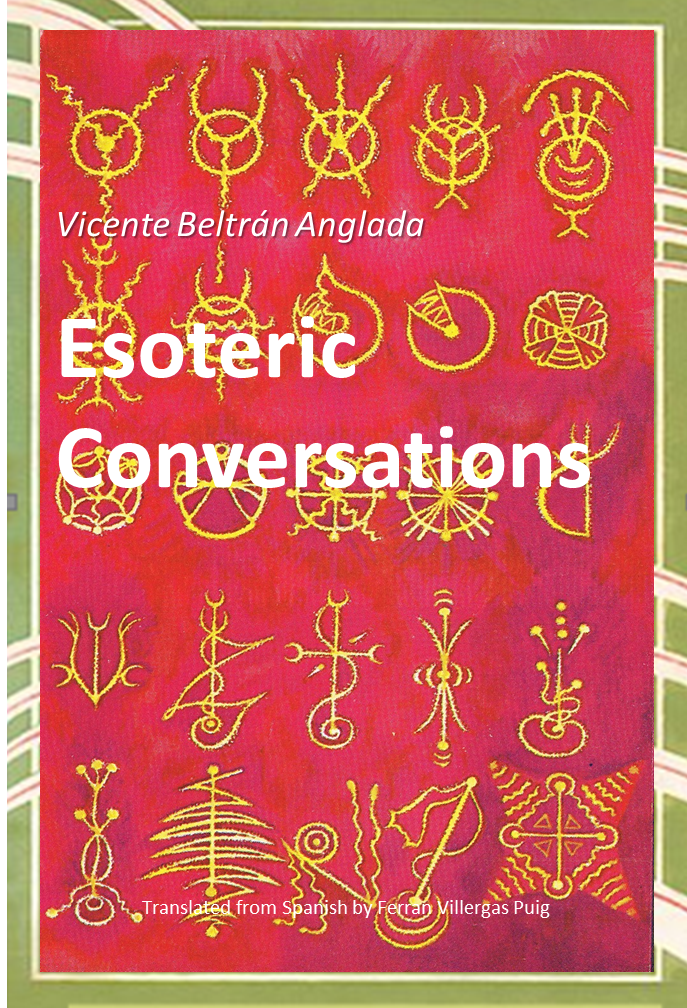 Vicente Beltrán Anglada
Esoteric
Conversations
Translated from Spanish by Ferran Villergas Puig